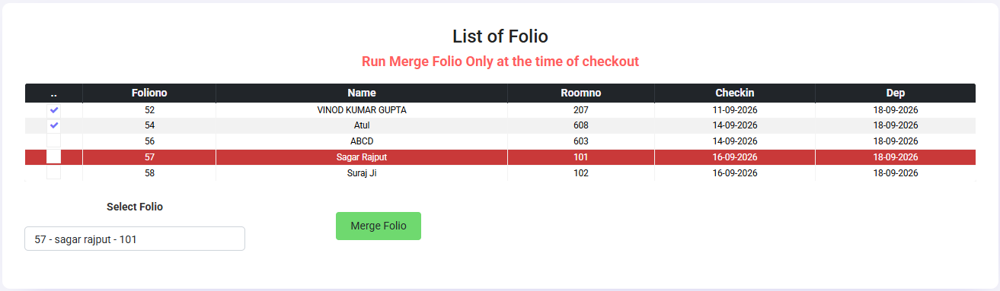 List of Folio
Run Merge Folio Only at the time of checkout
.. Foliono Name Roomno Checkin Dep
52 VINOD KUMAR GUPTA 207 11-09-2026 18-09-2026
54 Atul 608 14-09-2026 18-09-2026
56 ABCD 603 14-09-2026 18-09-2026
57 Sagar Rajput 101 16-09-2026 18-09-2026
58 Suraj Ji 102 16-09-2026 18-09-2026
Select Folio
Merge Folio
57 - sagar rajput - 101